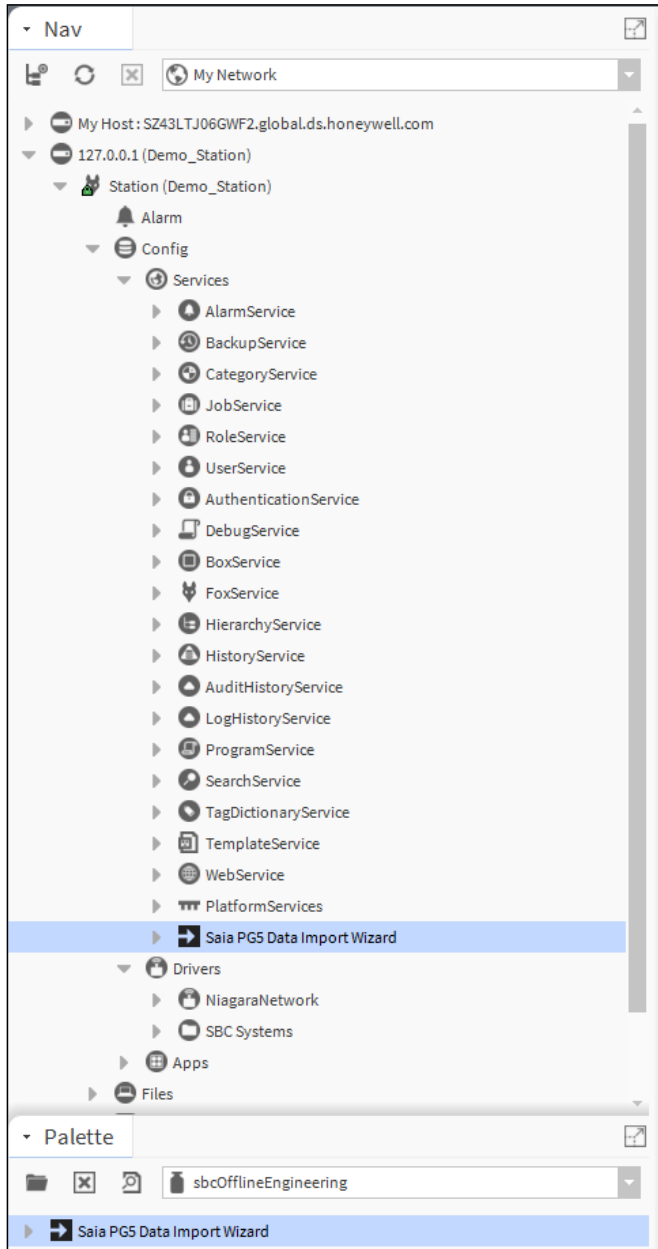 Nav
My Network
My Host : SZ43LTJ06GWF2.global.ds.honeywell.com
127.0.0.1 (Demo_Station)
Station (Demo_Station)
Alarm
Config
Services
AlarmService
BackupService
CategoryService
JobService
RoleService
UserService
AuthenticationService
DebugService
BoxService
FoxService
HierarchyService
HistoryService
AuditHistoryService
LogHistoryService
ProgramService
SearchService
TagDictionaryService
TemplateService
WebService
PlatformServices
Saia PG5 Data Import Wizard
Drivers
NiagaraNetwork
SBC Systems
Apps
Files
Palette
sbcOfflineEngineering
Saia PG5 Data Import Wizard